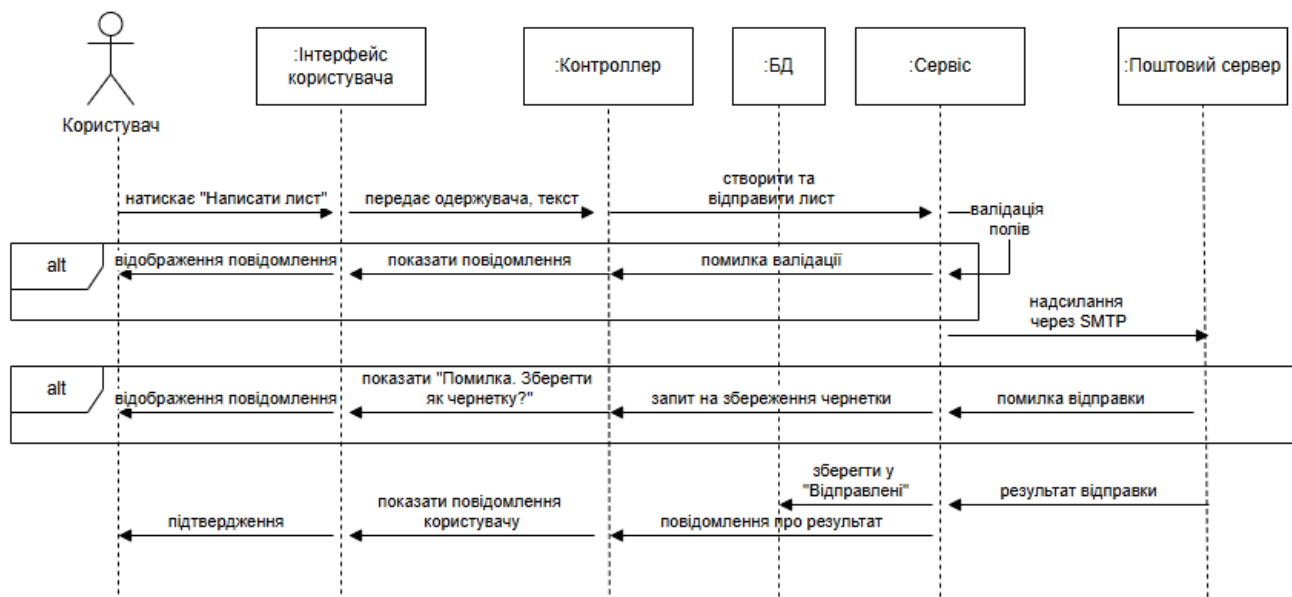 :Інтерфейс
користувача
:Контроллер
:БД
:Сервіс
:Поштовий сервер
Користувач
натискає "Написати лист"
передає одержувача, текст
створити та
відправити лист
валідація
полів
alt
відображення повідомлення
показати повідомлення
помилка валідації
надсилання
через SMTP
alt
відображення повідомлення
показати "Помилка. Зберегти
як чернетку?"
запит на збереження чернетки
помилка відправки
зберегти у
"Відправлені"
результат відправки
підтвердження
показати повідомлення
користувачу
повідомлення про результат